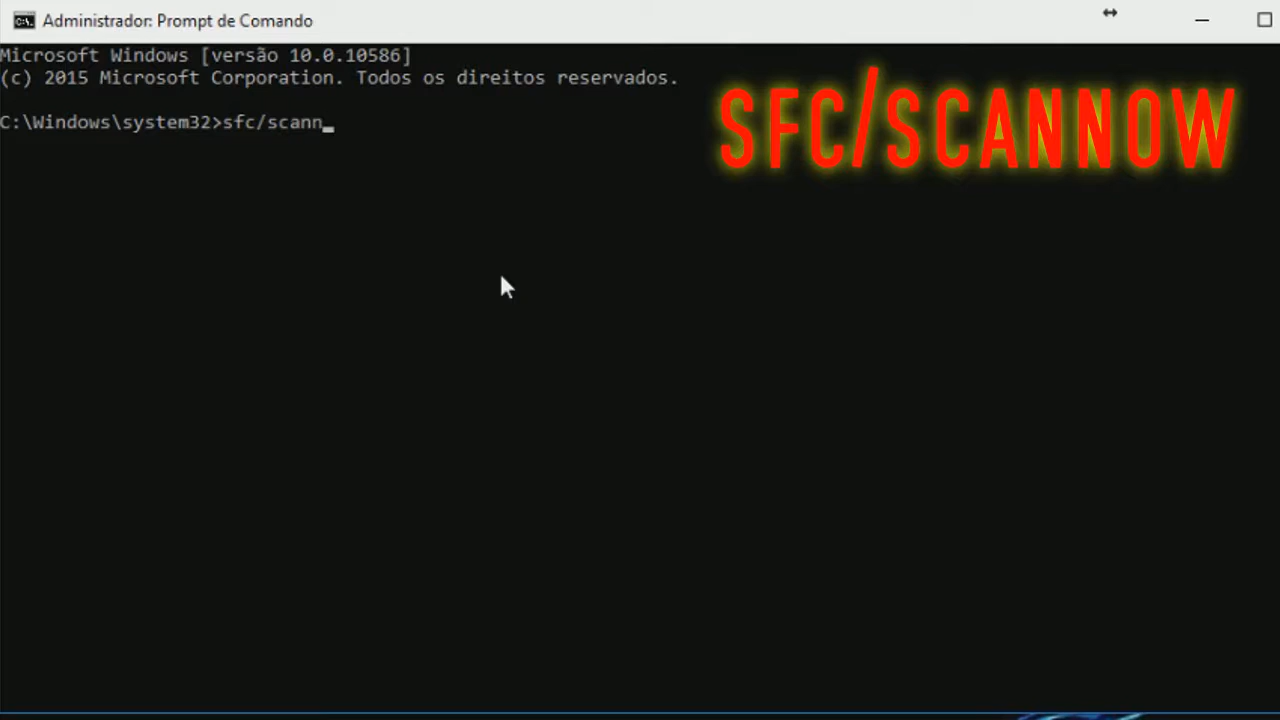 Administrador: Prompt de Comando
Microsoft Windows [versão 10.0.10586]
(c) 2015 Microsoft Corporation. Todos os direitos reservados.
SFC/SCANNOW
C:\Windows\system32>sfc/scann_